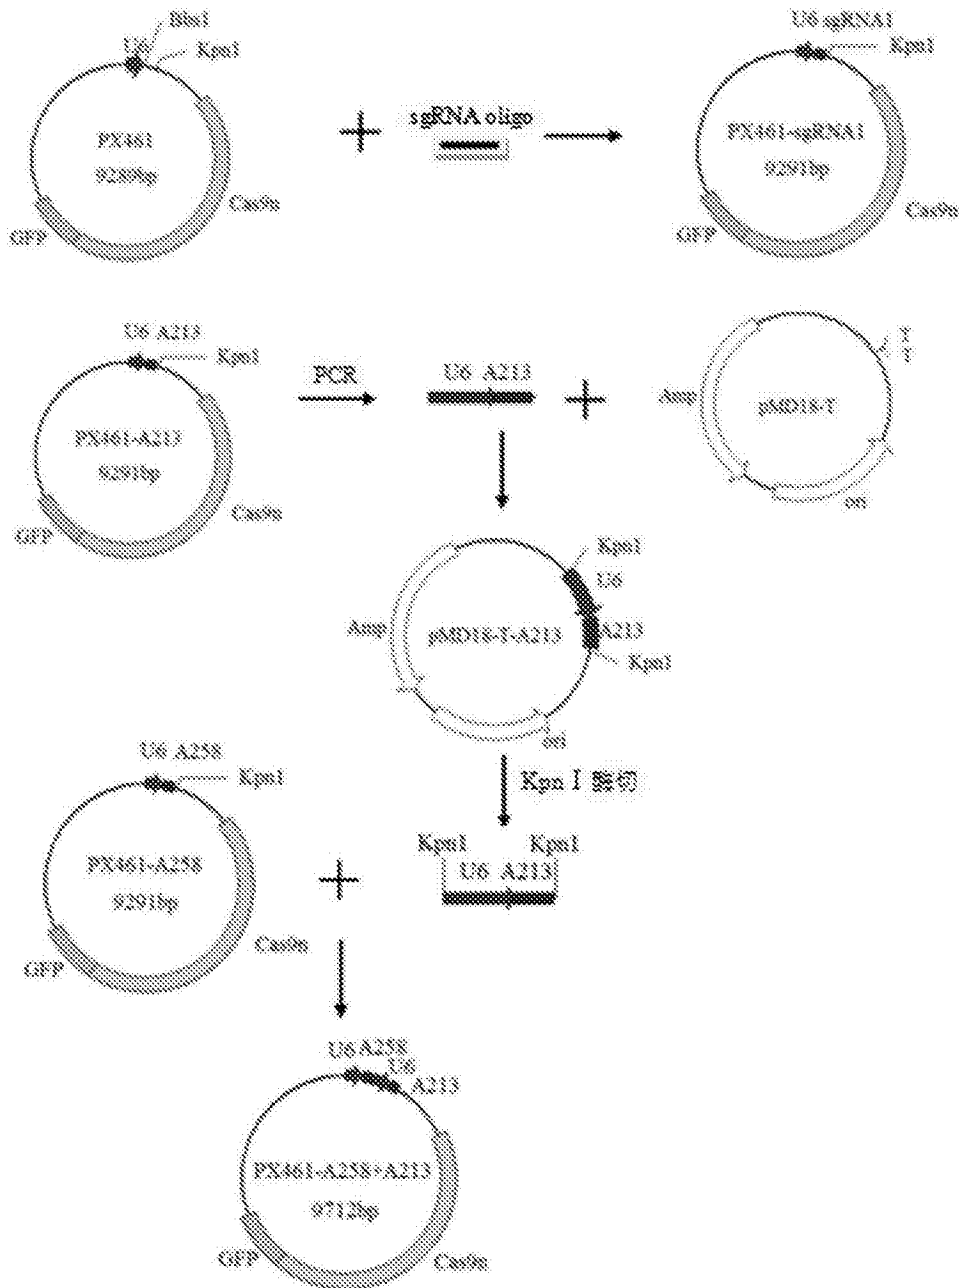 Bbs1
U6
Kpn1
PX461
9289bp
GFP
Cas9n
sgRNA oligo
U6 sgRNA1
Kpn1
PX461-sgRNA1
9291bp
GFP
Cas9n
U6 A213
Kpn1
PX461-A213
9291bp
GFP
Cas9n
PCR
U6 A213
T
T
Amp
pMD18-T
ori
Kpn1
U6
Amp
pMD18-T-A213
A213
Kpn1
ori
Kpn Ⅰ 酶切
U6 A258
Kpn1
PX461-A258
9291bp
GFP
Cas9n
Kpn1 Kpn1
U6 A213
U6 A258
U6
A213
PX461-A258+A213
9712bp
GFP
Cas9n